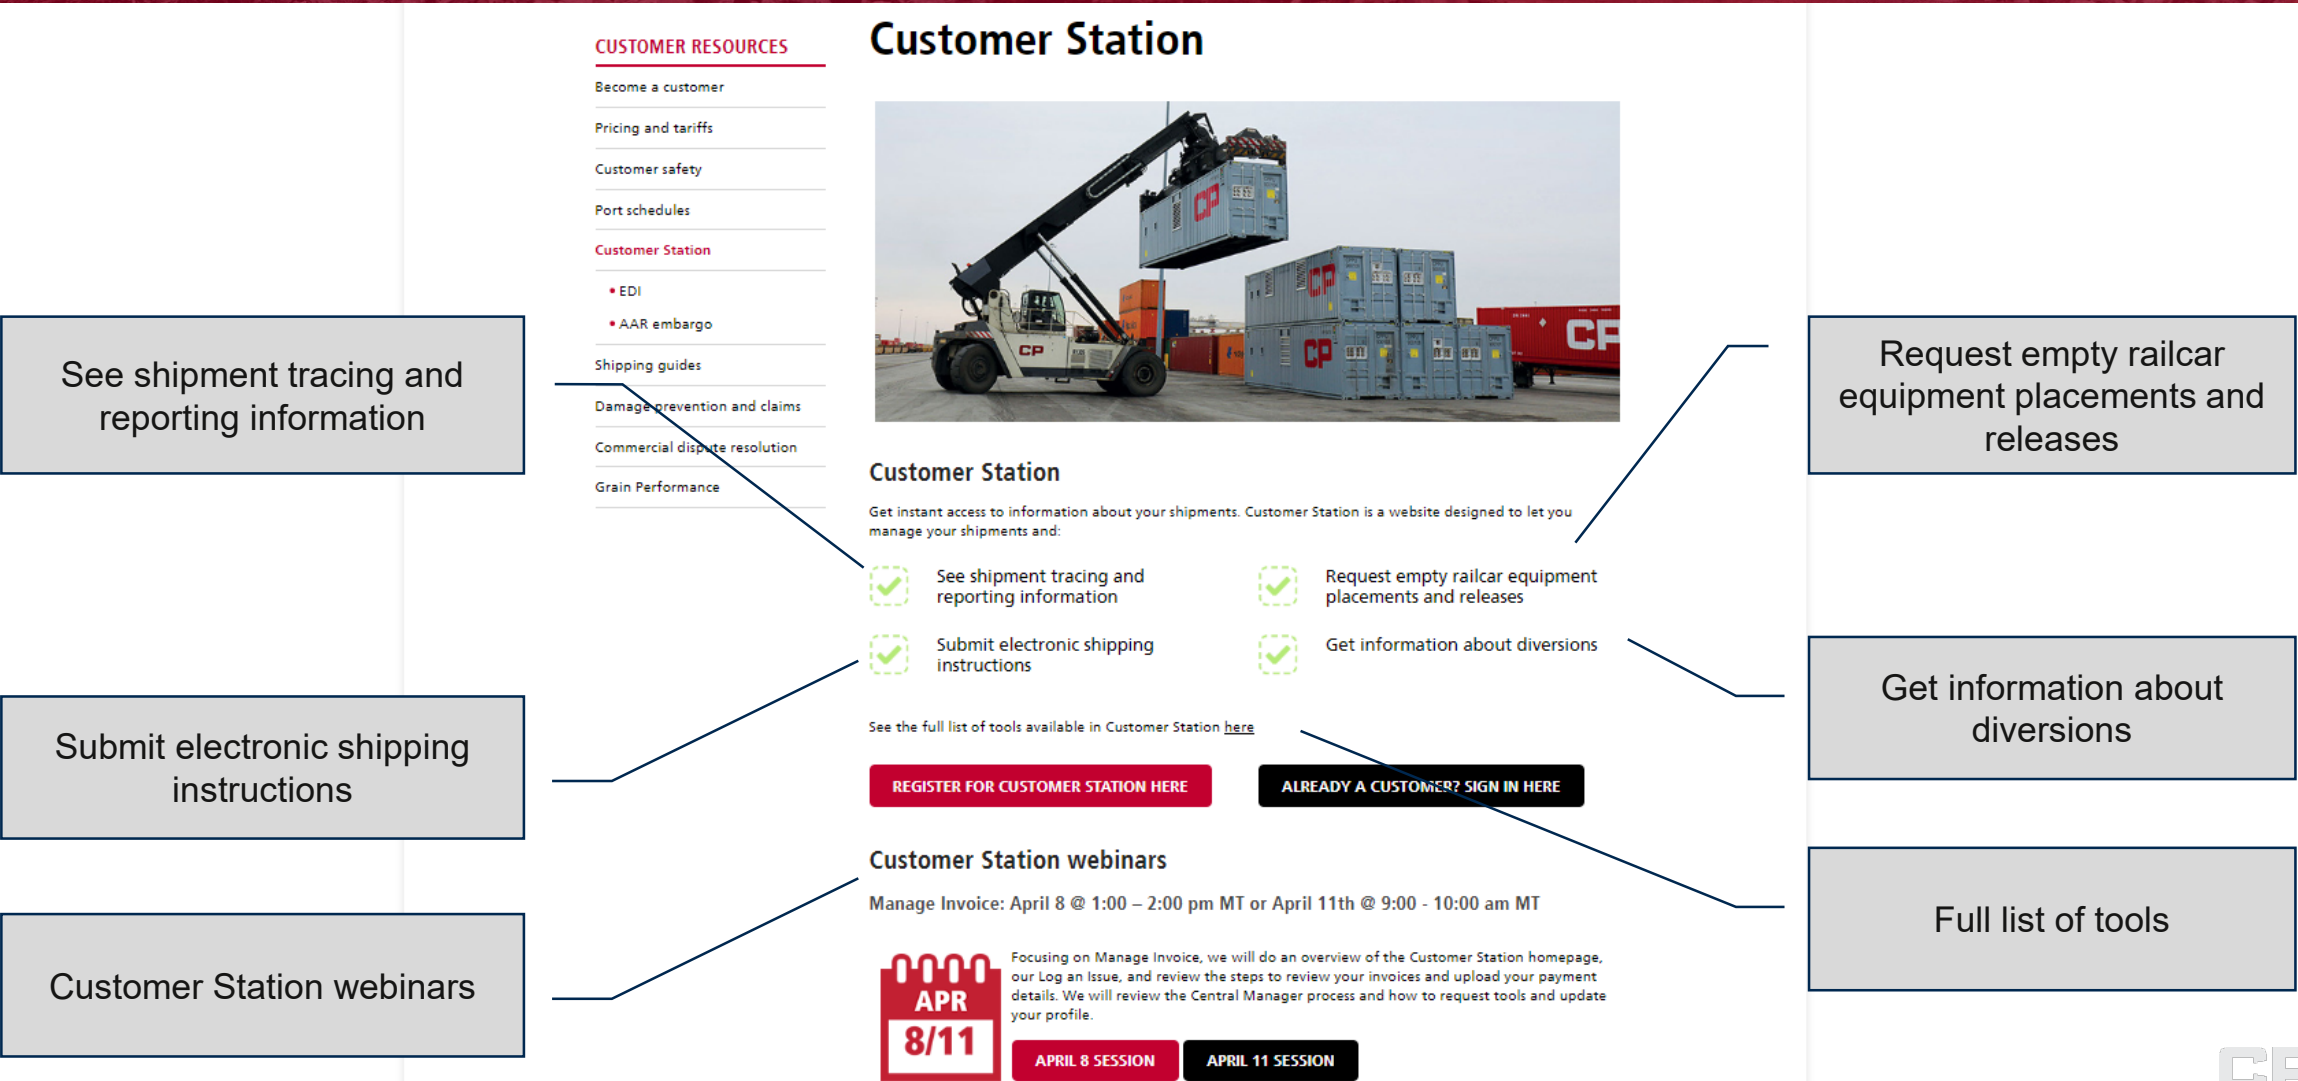 Customer Station
CUSTOMER RESOURCES
Become a customer
Pricing and tariffs
Customer safety
Port schedules
Customer Station
• EDI
• AAR embargo
Shipping guides
Damage prevention and claims
Commercial dispute resolution
Grain Performance
CP
CP
CP
CP
CP
See shipment tracing and
reporting information
Submit electronic shipping
instructions
Customer Station webinars
Customer Station
Get instant access to information about your shipments. Customer Station is a website designed to let you
manage your shipments and:
See shipment tracing and
reporting information
Request empty railcar equipment
placements and releases
Submit electronic shipping
instructions
Get information about diversions
See the full list of tools available in Customer Station here
REGISTER FOR CUSTOMER STATION HERE
ALREADY A CUSTOMER? SIGN IN HERE
Customer Station webinars
Manage Invoice: April 8 @ 1:00 – 2:00 pm MT or April 11th @ 9:00 - 10:00 am MT
APR
8/11
Focusing on Manage Invoice, we will do an overview of the Customer Station homepage,
our Log an Issue, and review the steps to review your invoices and upload your payment
details. We will review the Central Manager process and how to request tools and update
your profile.
APRIL 8 SESSION
APRIL 11 SESSION
Request empty railcar
equipment placements and
releases
Get information about
diversions
Full list of tools